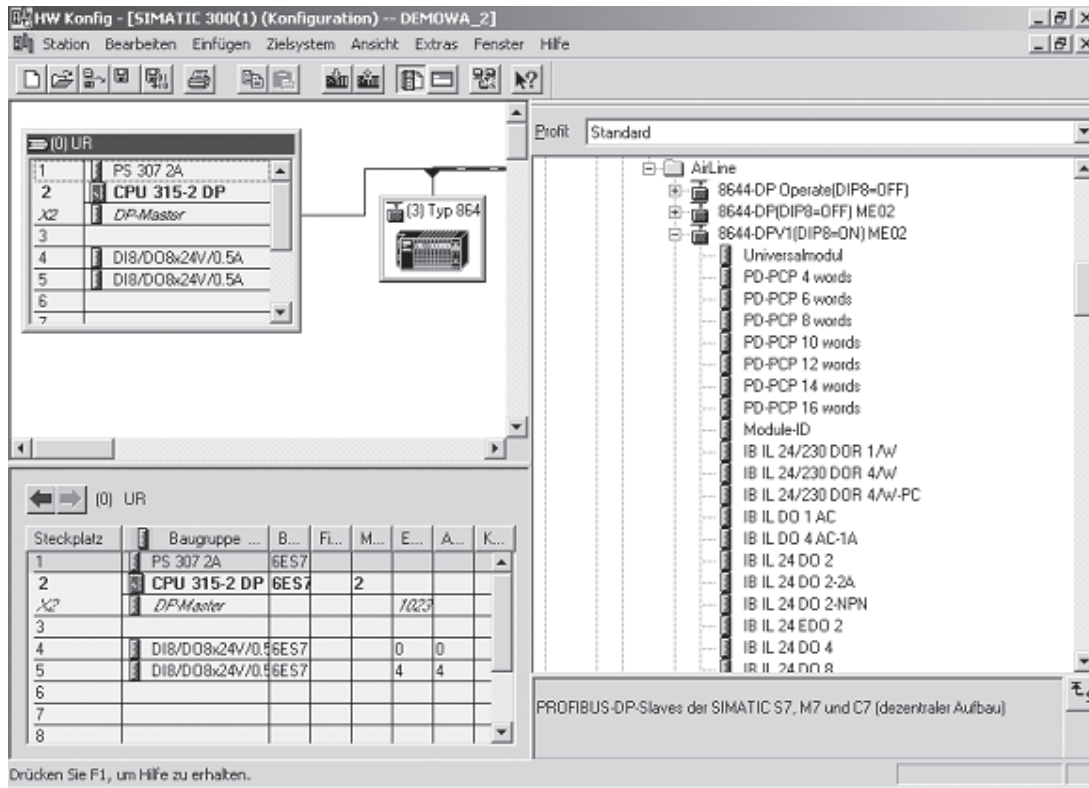 HW Konfig - [SIMATIC 300(1) (Konfiguration) -- DEMOWA_2]
Station Bearbeiten Einfügen Zielsystem Ansicht Extras Fenster Hilfe
(0) UR
1 PS 307 2A
2 CPU 315-2 DP
X2 DP-Master
3
4 DI8/DO8x24V/0.5A
5 DI8/DO8x24V/0.5A
6
7
(3) Typ 864
Profil: Standard
AirLine
8644-DP Operate(DIP8=OFF)
8644-DP(DIP8=OFF) ME02
8644-DPV1(DIP8=ON) ME02
Universalmodul
PD-PCP 4 words
PD-PCP 6 words
PD-PCP 8 words
PD-PCP 10 words
PD-PCP 12 words
PD-PCP 14 words
PD-PCP 16 words
Module-ID
IB IL 24/230 DOR 1/W
IB IL 24/230 DOR 4/W
IB IL 24/230 DOR 4/W-PC
IB IL DO 1 AC
IB IL DO 4 AC-1A
IB IL 24 DO 2
IB IL 24 DO 2-2A
IB IL 24 DO 2-NPN
IB IL 24 EDO 2
IB IL 24 DO 4
IB IL 24 DO 8
(0) UR
Steckplatz Baugruppe ... B... Fi... M... E... A... K...
1 PS 307 2A 6ES7
2 CPU 315-2 DP 6ES7 2
X2 DP-Master 1023
3
4 DI8/DO8x24V/0.5 6ES7 0 0
5 DI8/DO8x24V/0.5 6ES7 4 4
6
7
8
PROFIBUS-DP-Slaves der SIMATIC S7, M7 und C7 (dezentraler Aufbau)
Drücken Sie F1, um Hilfe zu erhalten.